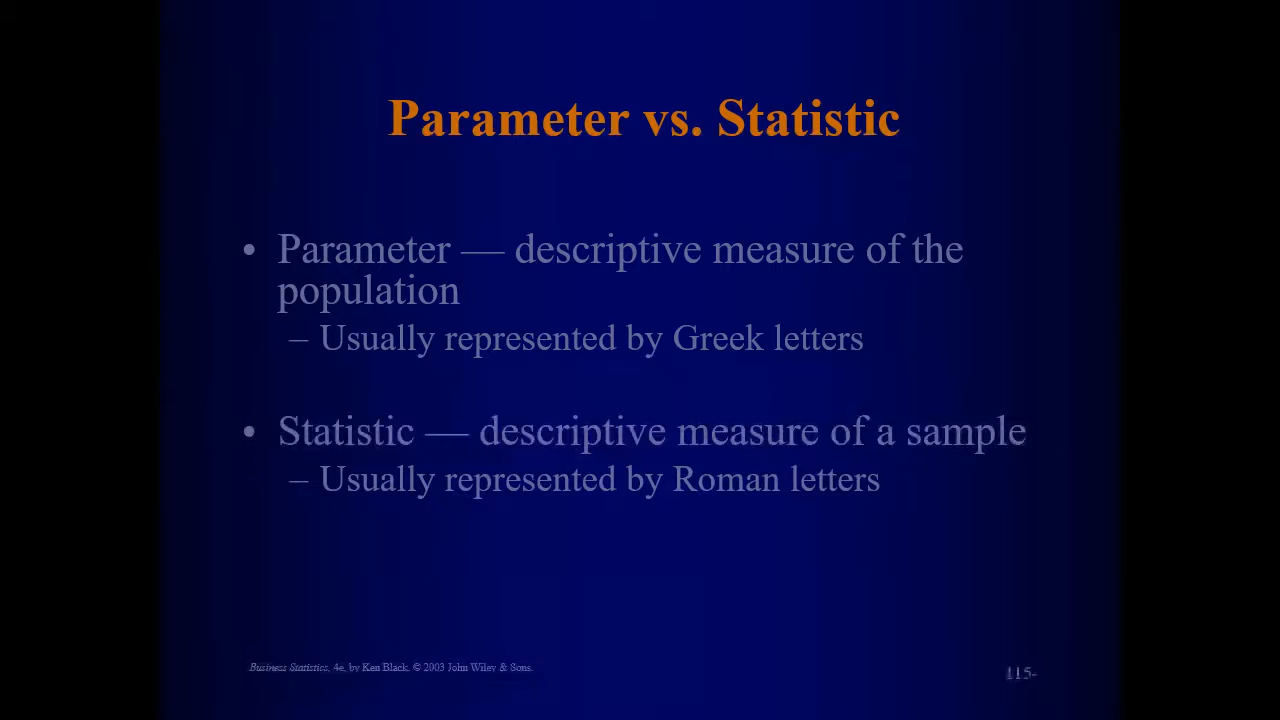 Parameter vs. Statistic
• Parameter — descriptive measure of the
population
– Usually represented by Greek letters
• Statistic — descriptive measure of a sample
– Usually represented by Roman letters
Business Statistics, 4e, by Ken Black. © 2003 John Wiley & Sons.
115-